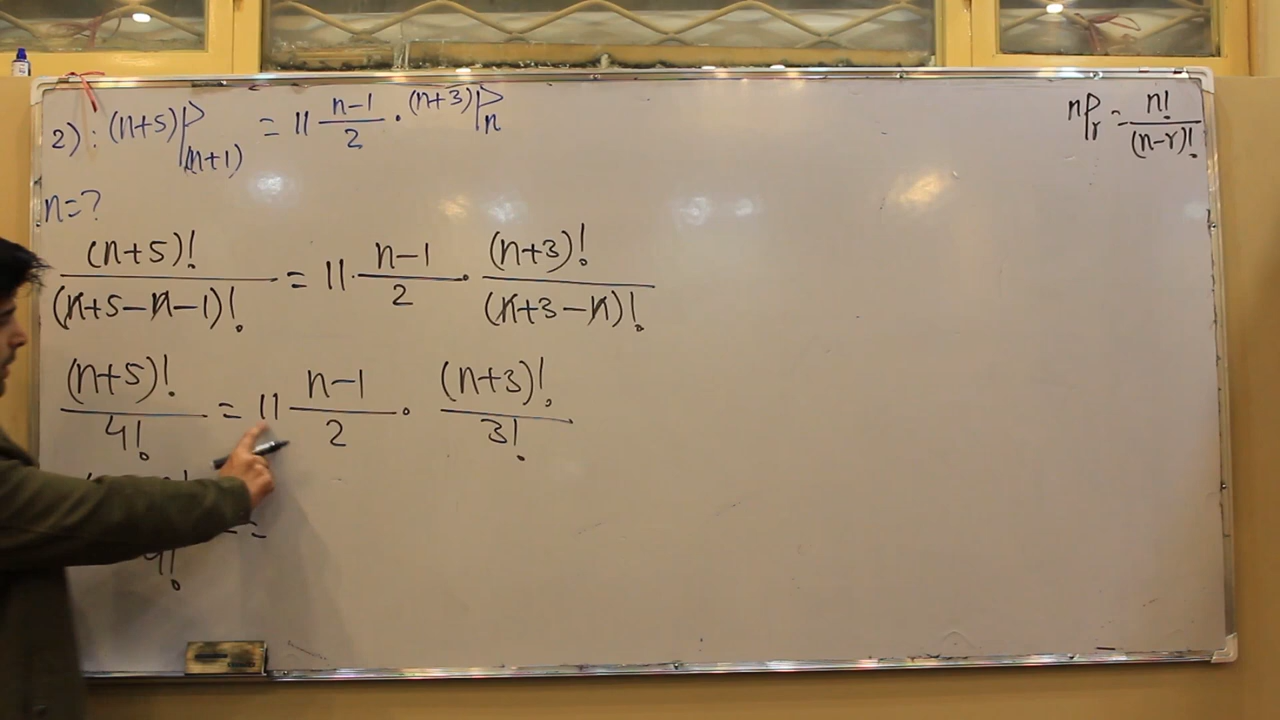 2): (n+5)P(n+1) = 11 n-1/2 · (n+3)Pn
nPr = n!/(n-r)!
n=?
(n+5)!/(n+5-n-1)! = 11· n-1/2 · (n+3)!/(n+3-n)!
(n+5)!/4! = 11 n-1/2 · (n+3)!/3!
4! =